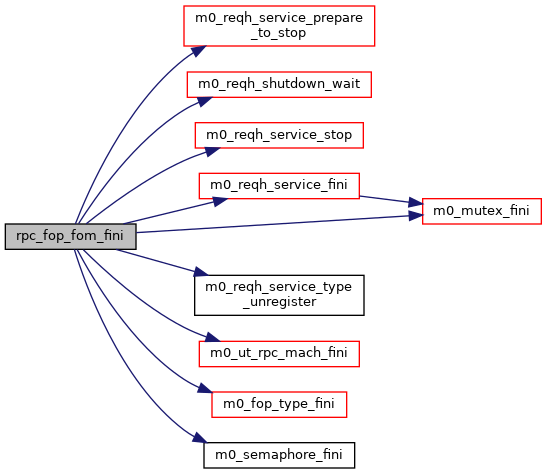 m0_reqh_service_prepare
_to_stop
m0_reqh_shutdown_wait
m0_reqh_service_stop
m0_reqh_service_fini
m0_mutex_fini
rpc_fop_fom_fini
m0_reqh_service_type
_unregister
m0_ut_rpc_mach_fini
m0_fop_type_fini
m0_semaphore_fini